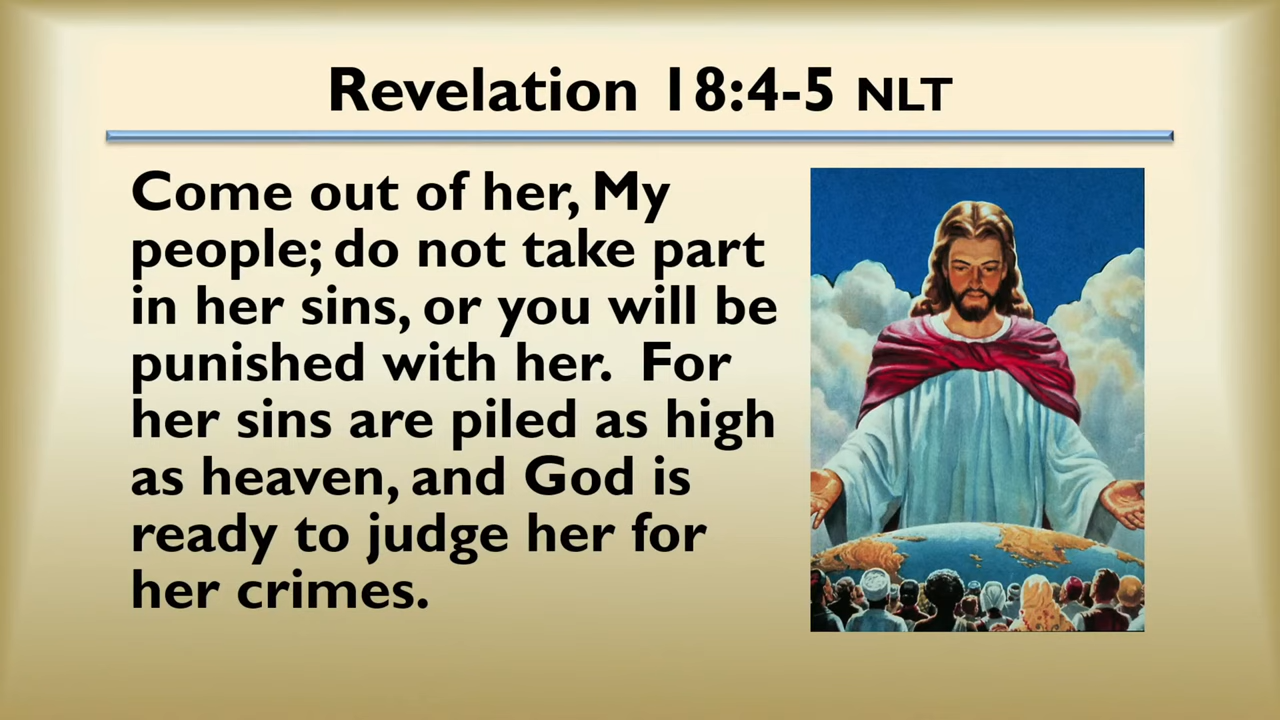 Revelation 18:4-5 NLT
Come out of her, My
people; do not take part
in her sins, or you will be
punished with her.  For
her sins are piled as high
as heaven, and God is
ready to judge her for
her crimes.